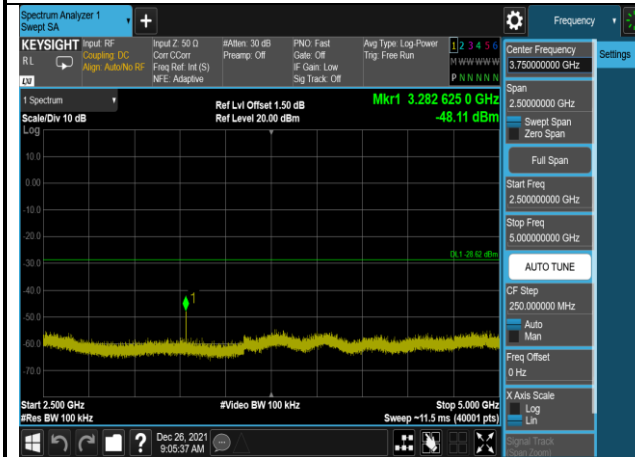 Spectrum Analyzer 1
Swept SA
+
Frequency
KEYSIGHT
RL
LXI
Input: RF
Coupling: DC
Align: Auto/No RF
Input Z: 50 Ω
Corr CCorr
Freq Ref: Int (S)
NFE: Adaptive
#Atten: 30 dB
Preamp: Off
PNO: Fast
Gate: Off
IF Gain: Low
Sig Track: Off
Avg Type: Log-Power
Trig: Free Run
1 2 3 4 5 6
M W W W W W
P N N N N N
1 Spectrum
Scale/Div 10 dB
Log
Ref Lvl Offset 1.50 dB
Ref Level 20.00 dBm
Mkr1 3.282 625 0 GHz
-48.11 dBm
10.0
0.00
-10.0
-20.0
DL1 -28.62 dBm
-30.0
-40.0
1
-50.0
-60.0
-70.0
Start 2.500 GHz
#Res BW 100 kHz
#Video BW 100 kHz
Stop 5.000 GHz
Sweep ~11.5 ms (40001 pts)
?
Dec 26, 2021
9:05:37 AM
Center Frequency
3.750000000 GHz
Settings
Span
2.50000000 GHz
Swept Span
Zero Span
Full Span
Start Freq
2.500000000 GHz
Stop Freq
5.000000000 GHz
AUTO TUNE
CF Step
250.000000 MHz
Auto
Man
Freq Offset
0 Hz
X Axis Scale
Log
Lin
Signal Track
(Span Zoom)